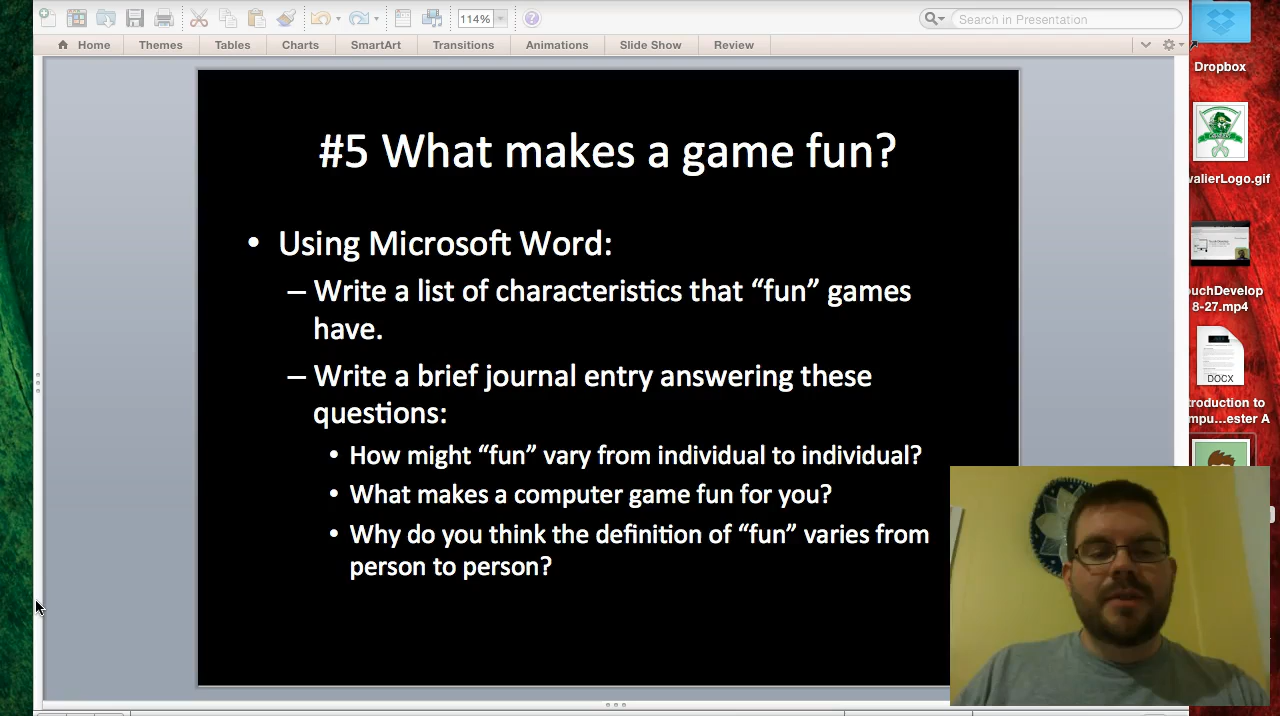 114%
Search in Presentation
Home Themes Tables Charts SmartArt Transitions Animations Slide Show Review
Dropbox
#5 What makes a game fun?
valierLogo.gif
• Using Microsoft Word:
– Write a list of characteristics that “fun” games
have.
ouchDevelop
8-27.mp4
– Write a brief journal entry answering these
questions:
DOCX
troduction to
mpu...ester A
• How might “fun” vary from individual to individual?
• What makes a computer game fun for you?
• Why do you think the definition of “fun” varies from
person to person?